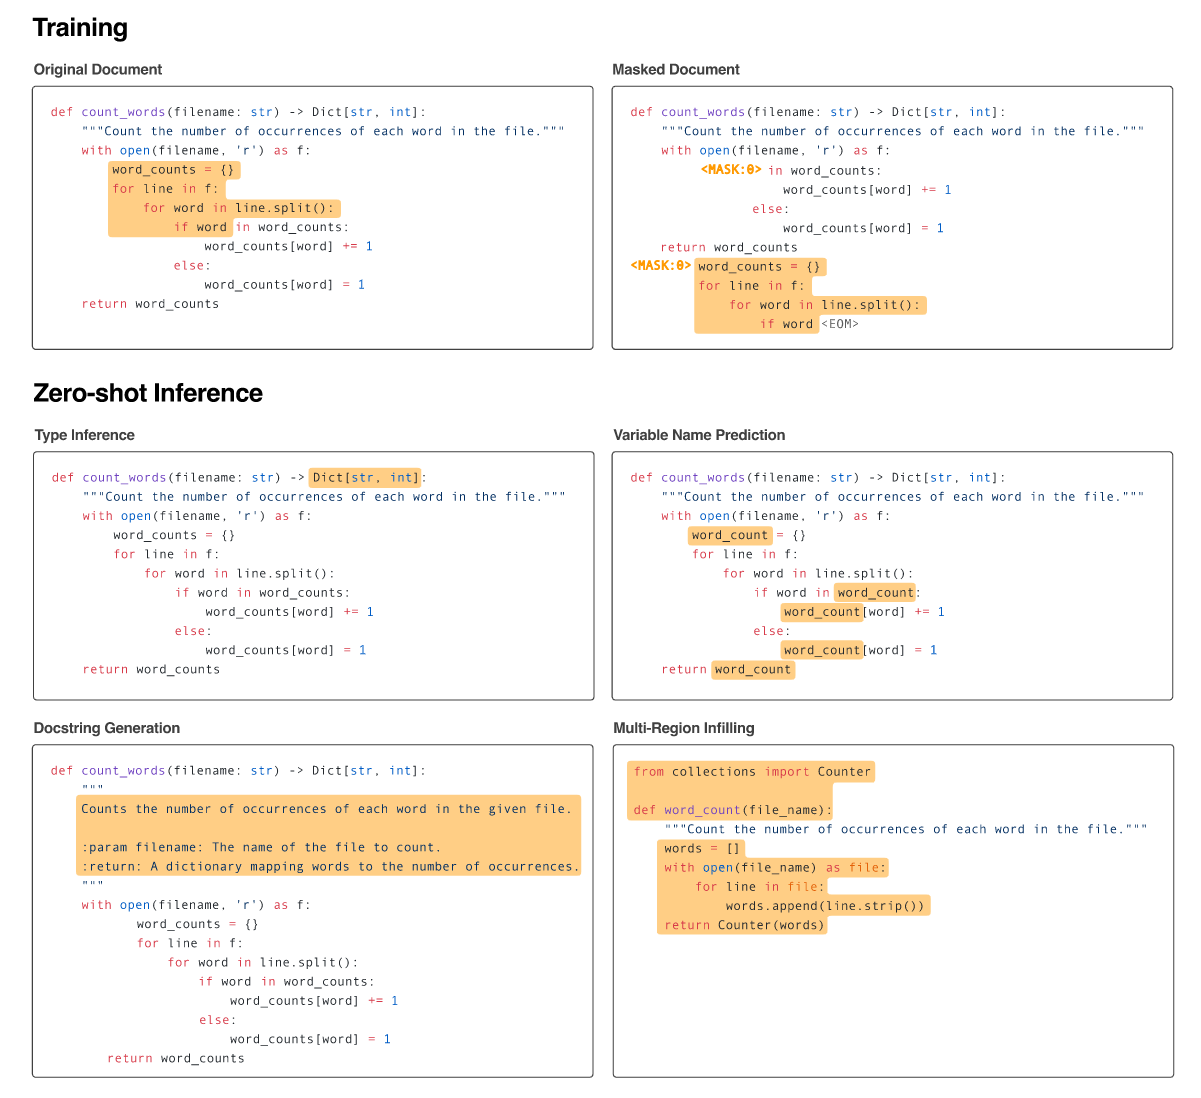 Training
Original Document
def count_words(filename: str) -> Dict[str, int]:
    """Count the number of occurrences of each word in the file."""
    with open(filename, 'r') as f:
        word_counts = {}
        for line in f:
            for word in line.split():
                if word in word_counts:
                    word_counts[word] += 1
                else:
                    word_counts[word] = 1
    return word_counts
Masked Document
def count_words(filename: str) -> Dict[str, int]:
    """Count the number of occurrences of each word in the file."""
    with open(filename, 'r') as f:
         <MASK:0> in word_counts:
                    word_counts[word] += 1
                else:
                    word_counts[word] = 1
    return word_counts
<MASK:0> word_counts = {}
         for line in f:
             for word in line.split():
                 if word <EOM>
Zero-shot Inference
Type Inference
def count_words(filename: str) -> Dict[str, int]:
    """Count the number of occurrences of each word in the file."""
    with open(filename, 'r') as f:
        word_counts = {}
        for line in f:
            for word in line.split():
                if word in word_counts:
                    word_counts[word] += 1
                else:
                    word_counts[word] = 1
    return word_counts
Variable Name Prediction
def count_words(filename: str) -> Dict[str, int]:
    """Count the number of occurrences of each word in the file."""
    with open(filename, 'r') as f:
        word_count = {}
        for line in f:
            for word in line.split():
                if word in word_count:
                    word_count[word] += 1
                else:
                    word_count[word] = 1
    return word_count
Docstring Generation
def count_words(filename: str) -> Dict[str, int]:
    """
    Counts the number of occurrences of each word in the given file.
    :param filename: The name of the file to count.
    :return: A dictionary mapping words to the number of occurrences.
    """
    with open(filename, 'r') as f:
           word_counts = {}
           for line in f:
               for word in line.split():
                   if word in word_counts:
                       word_counts[word] += 1
                   else:
                       word_counts[word] = 1
       return word_counts
Multi-Region Infilling
from collections import Counter
def word_count(file_name):
    """Count the number of occurrences of each word in the file."""
    words = []
    with open(file_name) as file:
        for line in file:
            words.append(line.strip())
    return Counter(words)